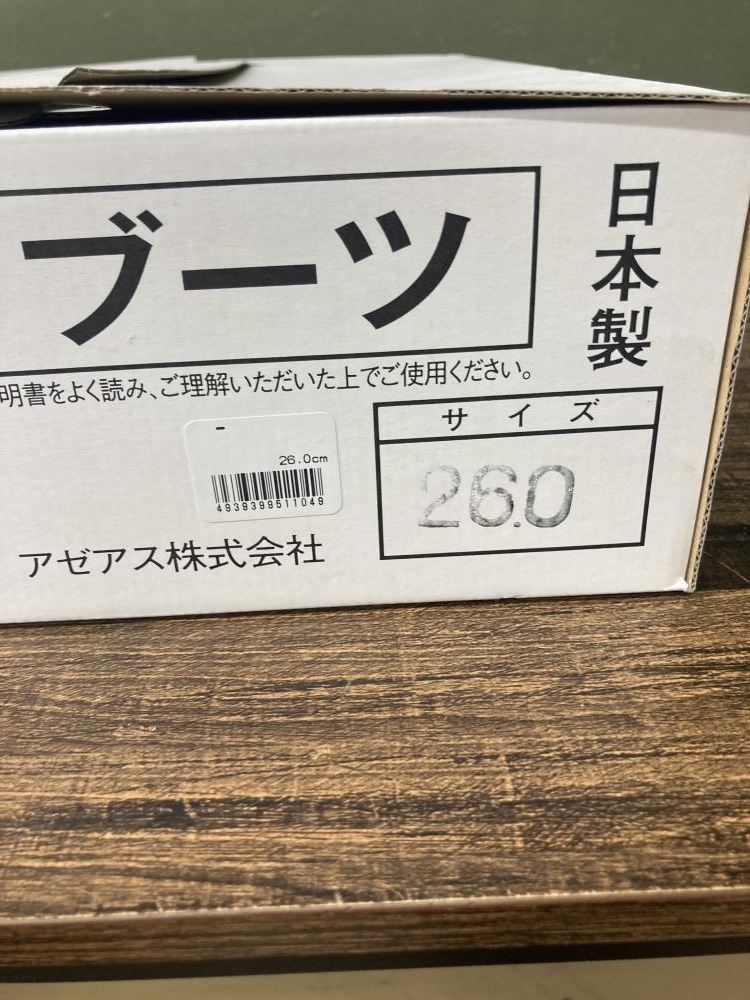 ブーツ
日本製
明書をよく読み、ご理解いただいた上でご使用ください。
サイズ
26.0
-
26.0cm
4939399511049
アゼアス株式会社